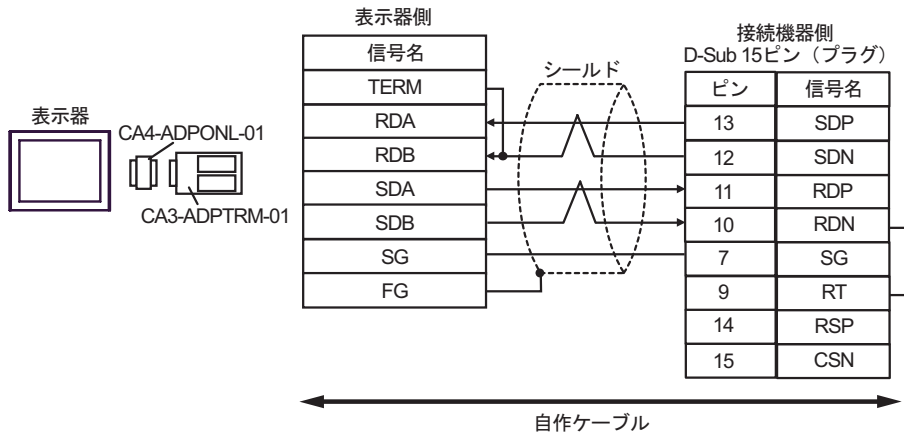 表示器側
接続機器側
D-Sub 15ピン（プラグ）
信号名
シールド
ピン 信号名
TERM
表示器
RDA
13 SDP
CA4-ADPONL-01
RDB
12 SDN
SDA
11 RDP
CA3-ADPTRM-01
SDB
10 RDN
SG
7 SG
FG
9 RT
14 RSP
15 CSN
自作ケーブル